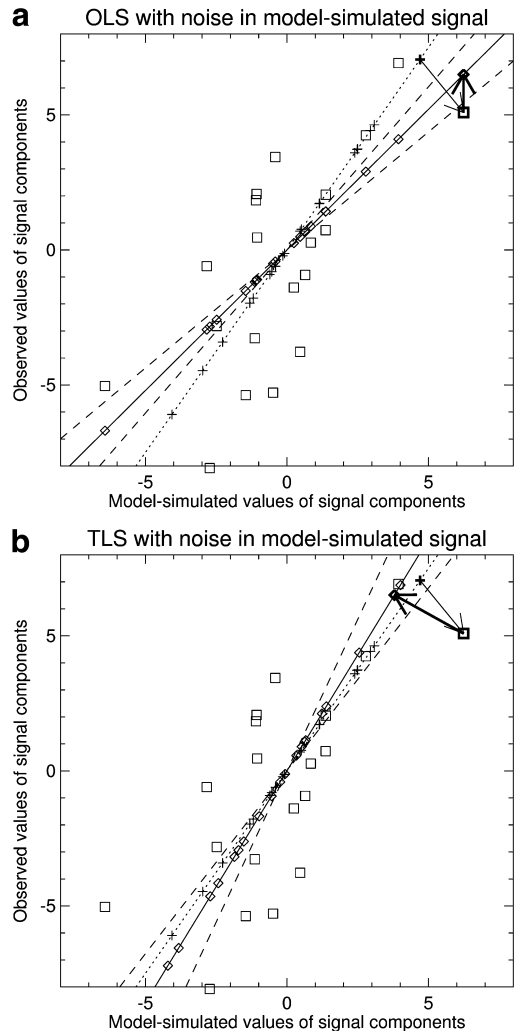 a
OLS with noise in model-simulated signal
Observed values of signal components
5
0
-5
-5 0 5
Model-simulated values of signal components
b
TLS with noise in model-simulated signal
Observed values of signal components
5
0
-5
-5 0 5
Model-simulated values of signal components